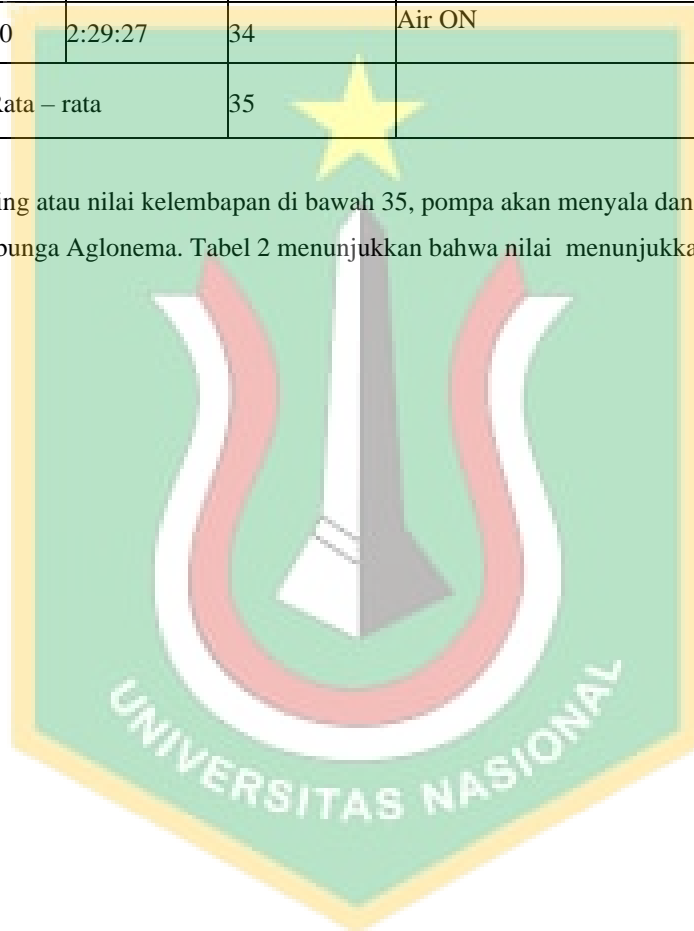 0 2:29:27 34 Air ON
ata – rata 35
ing atau nilai kelembapan di bawah 35, pompa akan menyala dan
bunga Aglonema. Tabel 2 menunjukkan bahwa nilai menunjukka
UNIVERSITAS NASIONAL